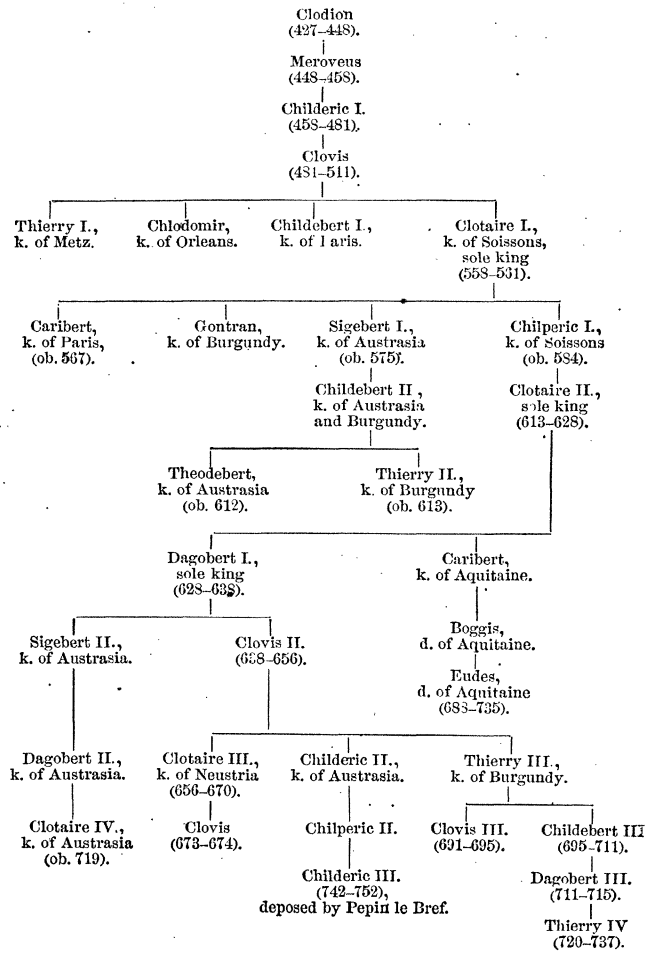 Clodion
(427–448).
Meroveus
(448–458).
Childeric I.
(458–481).
Clovis
(481–511).
Thierry I.,
k. of Metz.
Chlodomir,
k. of Orleans.
Childebert I.,
k. of Paris.
Clotaire I.,
k. of Soissons,
sole king
(558–561).
Caribert,
k. of Paris,
(ob. 567).
Gontran,
k. of Burgundy.
Sigebert I.,
k. of Austrasia
(ob. 575).
Chilperic I.,
k. of Soissons
(ob. 584).
Childebert II.,
k. of Austrasia
and Burgundy.
Clotaire II.,
sole king
(613–628).
Theodebert,
k. of Austrasia
(ob. 612).
Thierry II.,
k. of Burgundy
(ob. 613).
Dagobert I.,
sole king
(628–638).
Caribert,
k. of Aquitaine.
Boggis,
d. of Aquitaine.
Eudes,
d. of Aquitaine
(688–735).
Sigebert II.,
k. of Austrasia.
Clovis II.
(638–656).
Dagobert II.,
k. of Austrasia.
Clotaire III.,
k. of Neustria
(656–670).
Childeric II.,
k. of Austrasia.
Thierry III.,
k. of Burgundy.
Clotaire IV.,
k. of Austrasia
(ob. 719).
Clovis
(673–674).
Chilperic II.
Childeric III.
(742–752),
deposed by Pepin le Bref.
Clovis III.
(691–695).
Childebert III
(695–711).
Dagobert III.
(711–715).
Thierry IV
(720–737).